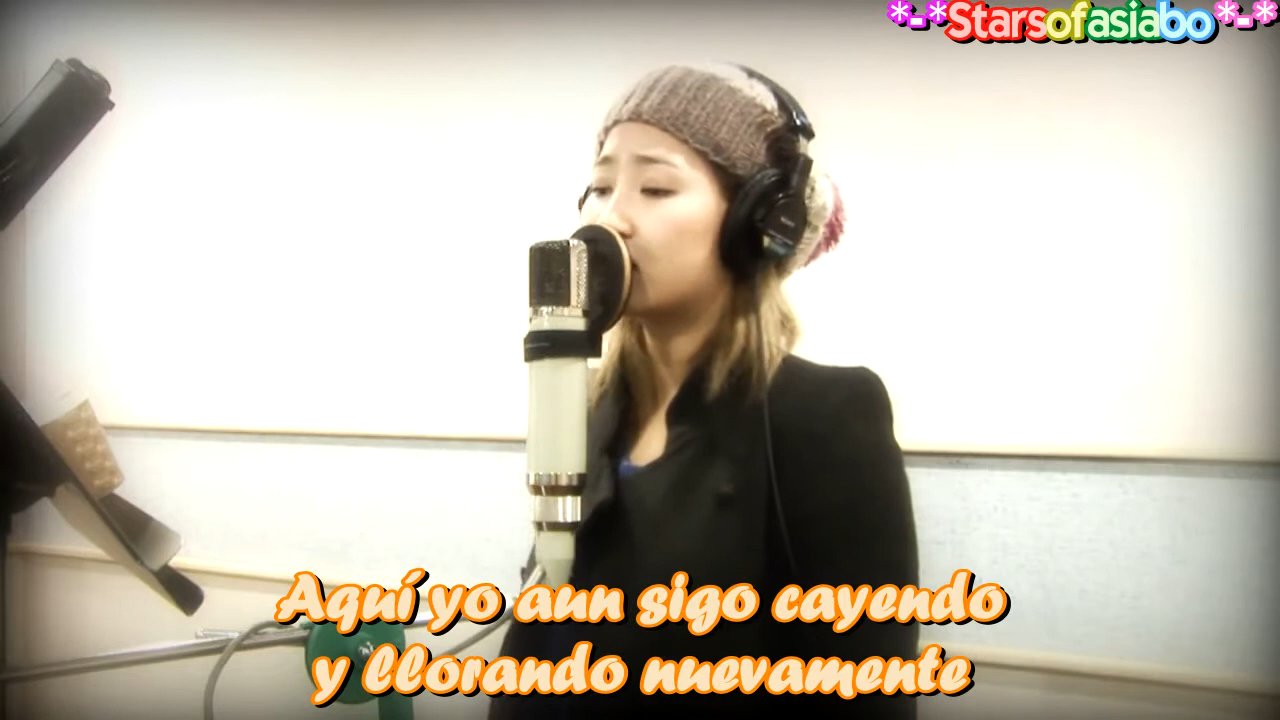 *-*Starsofasiabo*-*
Aquí yo aun sigo cayendo
y llorando nuevamente